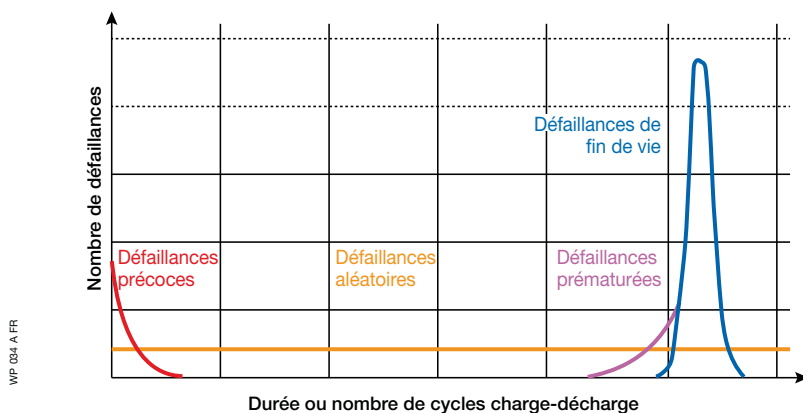 Nombre de défaillances
Défaillances de
fin de vie
Défaillances
précoces
Défaillances
aléatoires
Défaillances
prématurées
WP 034 A FR
Durée ou nombre de cycles charge-décharge